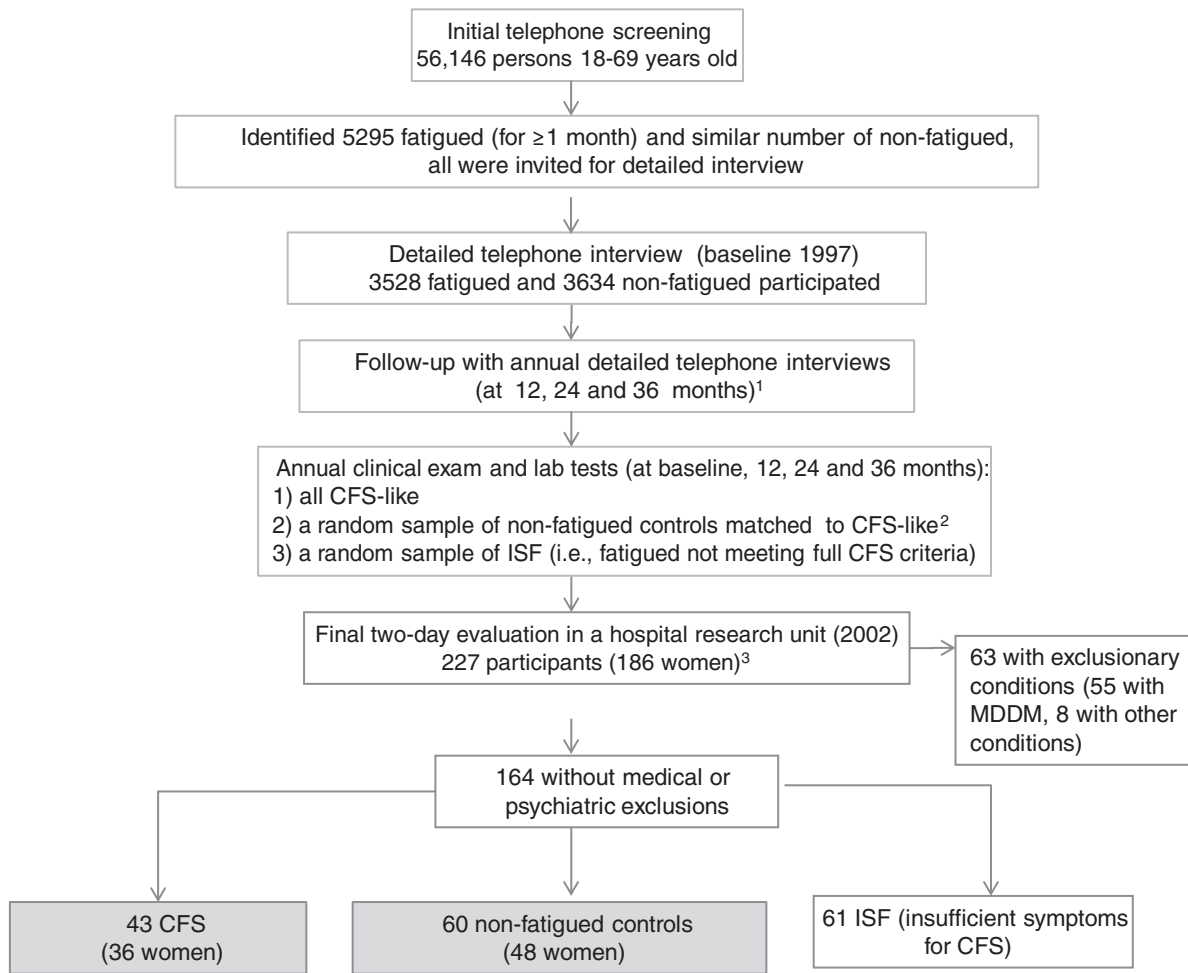 Initial telephone screening
56,146 persons 18-69 years old
Identified 5295 fatigued (for ≥1 month) and similar number of non-fatigued,
all were invited for detailed interview
Detailed telephone interview (baseline 1997)
3528 fatigued and 3634 non-fatigued participated
Follow-up with annual detailed telephone interviews
(at 12, 24 and 36 months)¹
Annual clinical exam and lab tests (at baseline, 12, 24 and 36 months):
1) all CFS-like
2) a random sample of non-fatigued controls matched to CFS-like²
3) a random sample of ISF (i.e., fatigued not meeting full CFS criteria)
Final two-day evaluation in a hospital research unit (2002)
227 participants (186 women)³
63 with exclusionary
conditions (55 with
MDDM, 8 with other
conditions)
164 without medical or
psychiatric exclusions
43 CFS
(36 women)
60 non-fatigued controls
(48 women)
61 ISF (insufficient symptoms
for CFS)